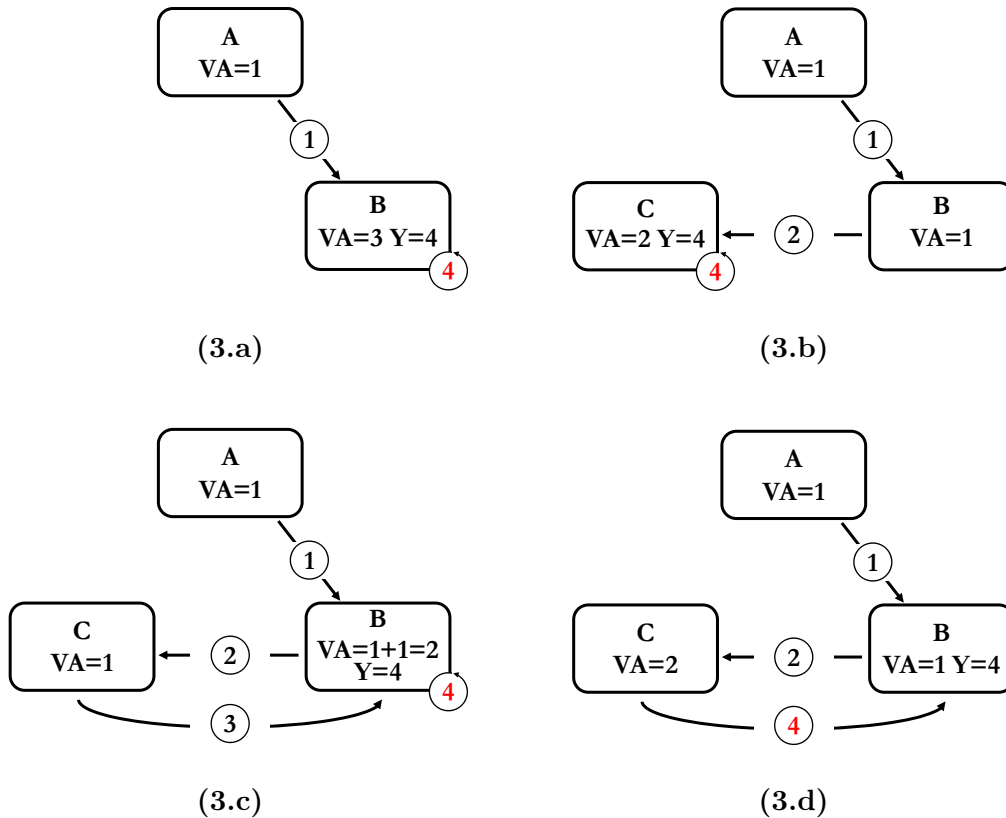 A
VA=1
1
B
VA=3 Y=4
4
(3.a)
A
VA=1
1
C
VA=2 Y=4
4
2
B
VA=1
(3.b)
A
VA=1
1
C
VA=1
2
B
VA=1+1=2
Y=4
4
3
(3.c)
A
VA=1
1
C
VA=2
2
B
VA=1 Y=4
4
(3.d)